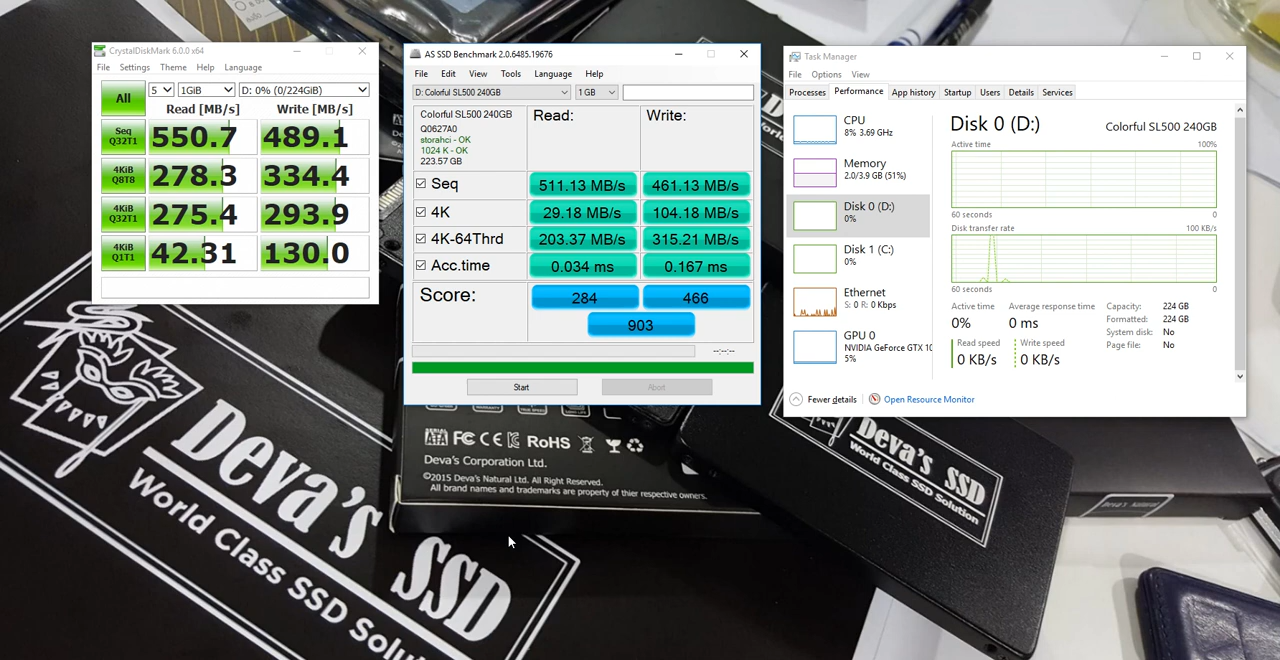 CrystalDiskMark 6.0.0 x64
File Settings Theme Help Language
All
5
1GiB
D: 0% (0/224GiB)
Read [MB/s]
Write [MB/s]
Seq
Q32T1
550.7
489.1
4KiB
Q8T8
278.3
334.4
4KiB
Q32T1
275.4
293.9
4KiB
Q1T1
42.31
130.0
AS SSD Benchmark 2.0.6485.19676
File Edit View Tools Language Help
D: Colorful SL500 240GB
1 GB
Colorful SL500 240GB
Q0627A0
storahci - OK
1024 K - OK
223.57 GB
Read:
Write:
Seq
511.13 MB/s
461.13 MB/s
4K
29.18 MB/s
104.18 MB/s
4K-64Thrd
203.37 MB/s
315.21 MB/s
Acc.time
0.034 ms
0.167 ms
Score:
284
466
903
--:--:--
Start
Abort
Task Manager
File Options View
Processes Performance App history Startup Users Details Services
CPU
8% 3.69 GHz
Memory
2.0/3.9 GB (51%)
Disk 0 (D:)
0%
Disk 1 (C:)
0%
Ethernet
S: 0 R: 0 Kbps
GPU 0
NVIDIA GeForce GTX 10
5%
Disk 0 (D:)
Colorful SL500 240GB
Active time
100%
60 seconds
0
Disk transfer rate
100 KB/s
60 seconds
0
Active time
0%
Average response time
0 ms
Read speed
0 KB/s
Write speed
0 KB/s
Capacity: 224 GB
Formatted: 224 GB
System disk: No
Page file: No
Fewer details
Open Resource Monitor
Deva's SSD
World Class SSD Solut
FC CE RoHS
Deva's Corporation Ltd.
©2015 Deva's Natural Ltd. All Right Reserved.
All brand names and trademarks are property of thier respective owners.
Deva's SSD
World Class SSD Solution
Deva's Natural